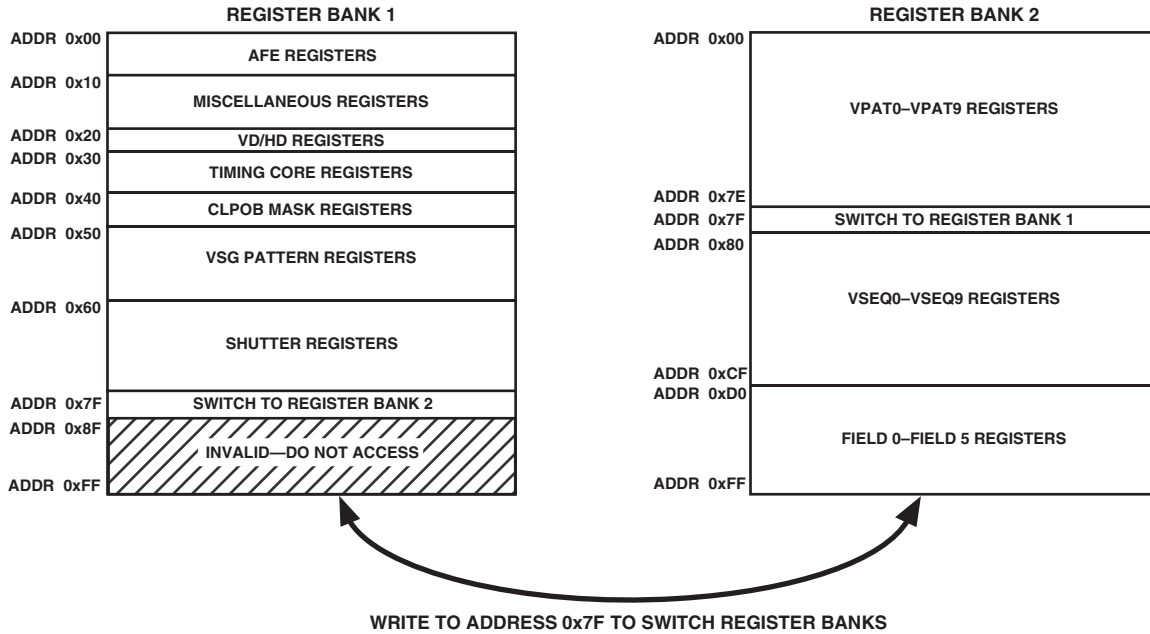 REGISTER BANK 1
ADDR 0x00
AFE REGISTERS
ADDR 0x10
MISCELLANEOUS REGISTERS
ADDR 0x20
VD/HD REGISTERS
ADDR 0x30
TIMING CORE REGISTERS
ADDR 0x40
CLPOB MASK REGISTERS
ADDR 0x50
VSG PATTERN REGISTERS
ADDR 0x60
SHUTTER REGISTERS
ADDR 0x7F
SWITCH TO REGISTER BANK 2
ADDR 0x8F
INVALID—DO NOT ACCESS
ADDR 0xFF
REGISTER BANK 2
ADDR 0x00
VPAT0–VPAT9 REGISTERS
ADDR 0x7E
ADDR 0x7F
SWITCH TO REGISTER BANK 1
ADDR 0x80
VSEQ0–VSEQ9 REGISTERS
ADDR 0xCF
ADDR 0xD0
FIELD 0–FIELD 5 REGISTERS
ADDR 0xFF
WRITE TO ADDRESS 0x7F TO SWITCH REGISTER BANKS